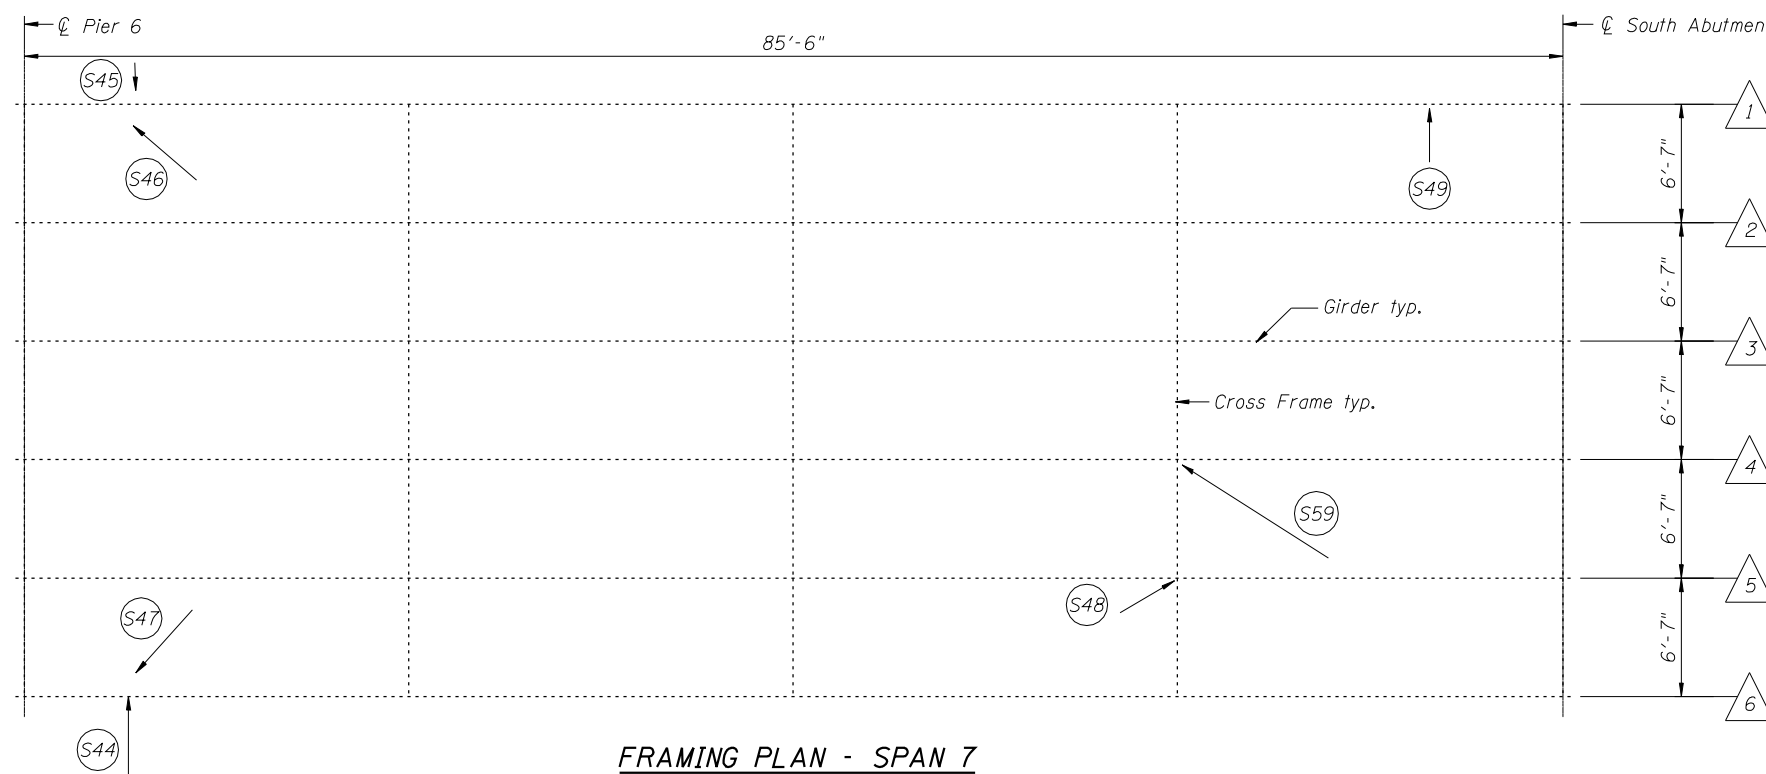 ℄ Pier 6
℄ South Abutmen
85'-6"
S45
S46
S49
1
6'-7"
2
6'-7"
Girder typ.
3
6'-7"
Cross Frame typ.
4
6'-7"
S59
5
S48
S47
6'-7"
6
S44
FRAMING PLAN - SPAN 7